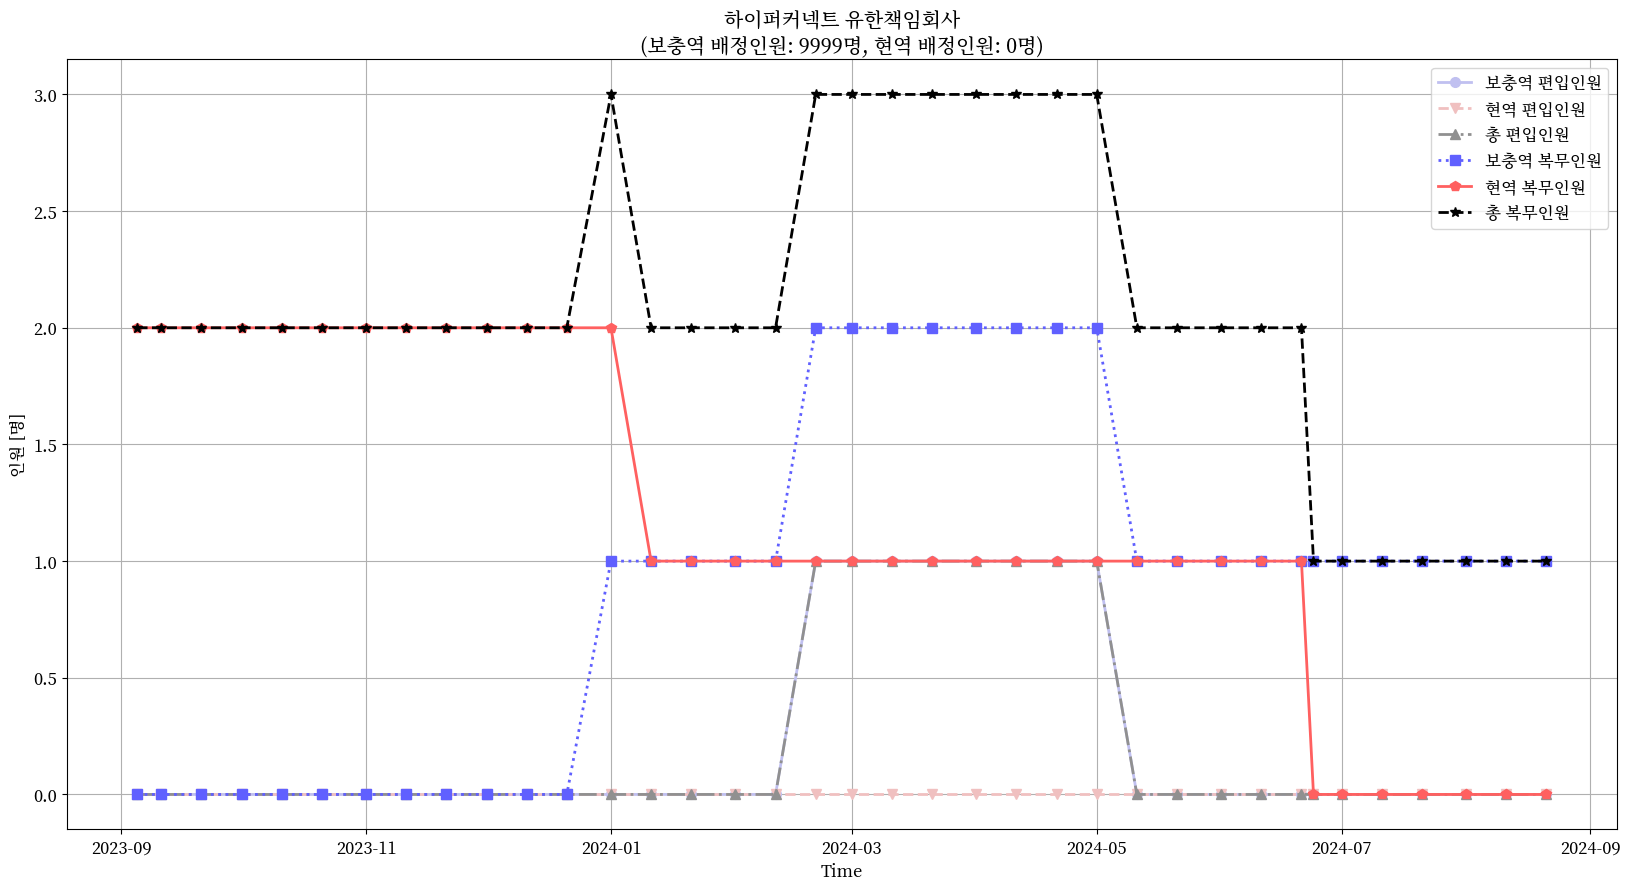 하이퍼커넥트 유한책임회사
(보충역 배정인원: 9999명, 현역 배정인원: 0명)
보충역 편입인원
현역 편입인원
총 편입인원
보충역 복무인원
현역 복무인원
총 복무인원
인원 [명]
3.0
2.5
2.0
1.5
1.0
0.5
0.0
2023-09
2023-11
2024-01
2024-03
2024-05
2024-07
2024-09
Time